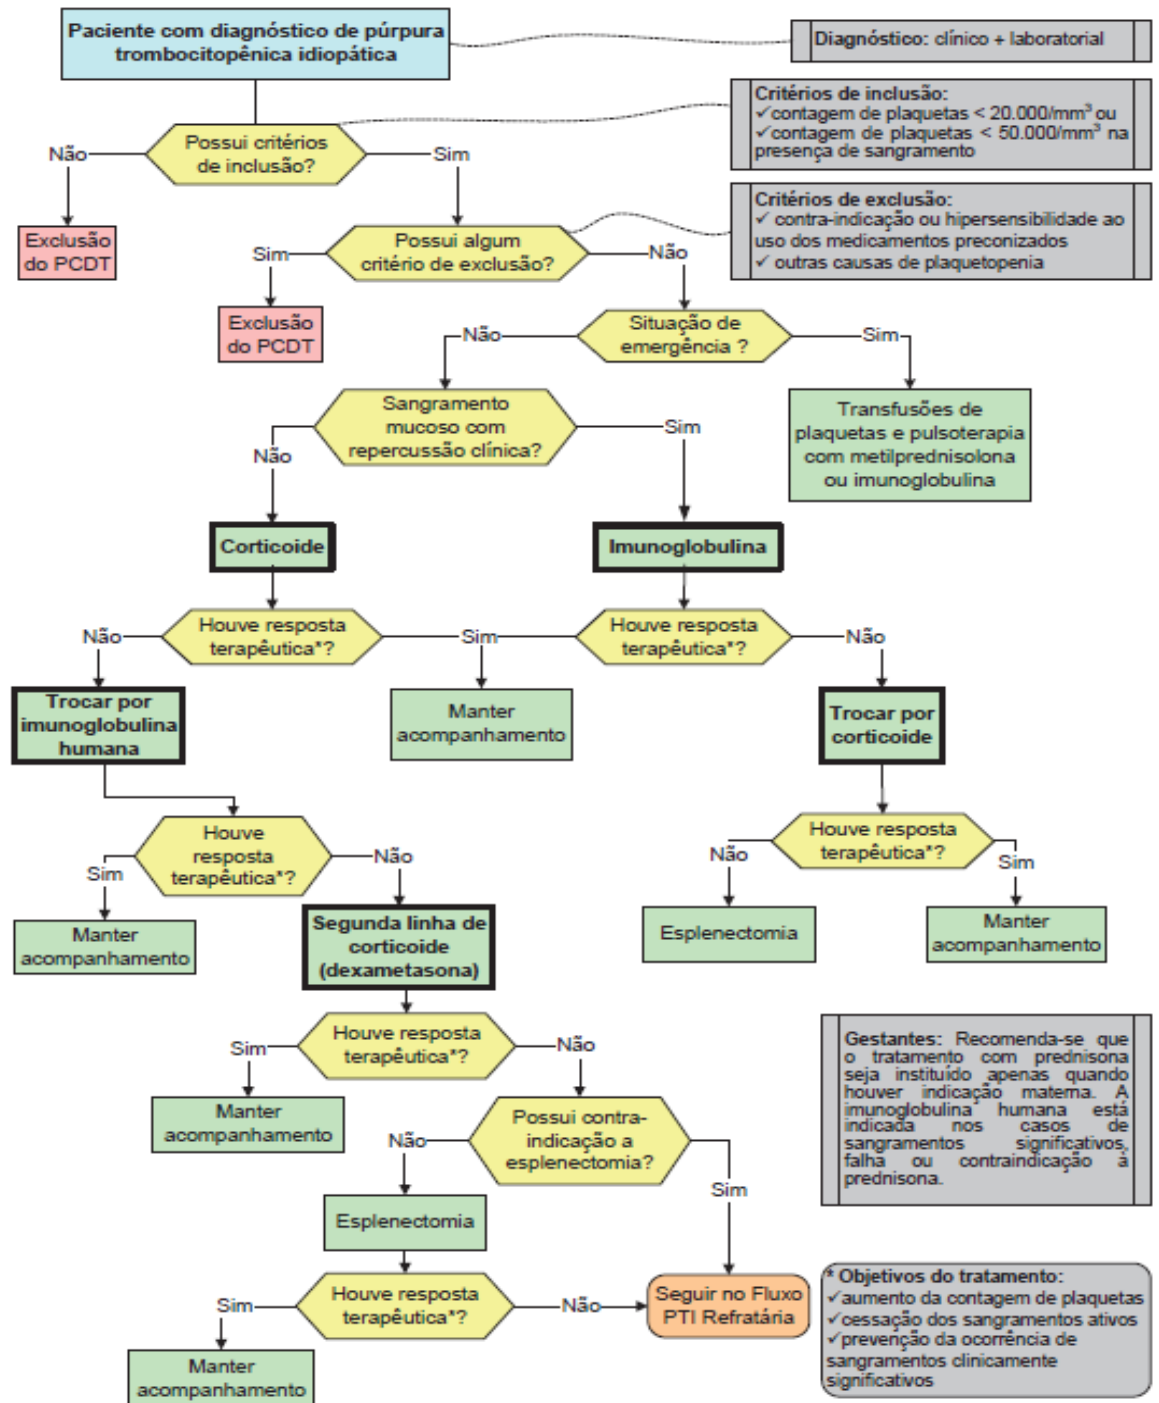 Paciente com diagnóstico de púrpura
trombocitopênica idiopática
Diagnóstico: clínico + laboratorial
Critérios de inclusão:
✓contagem de plaquetas < 20.000/mm³ ou
✓contagem de plaquetas < 50.000/mm³ na
presença de sangramento
Possui critérios
de inclusão?
Não
Sim
Critérios de exclusão:
✓ contra-indicação ou hipersensibilidade ao
uso dos medicamentos preconizados
✓ outras causas de plaquetopenia
Exclusão
do PCDT
Possui algum
critério de exclusão?
Sim
Não
Exclusão
do PCDT
Situação de
emergência ?
Não
Sim
Sangramento
mucoso com
repercussão clínica?
Não
Sim
Transfusões de
plaquetas e pulsoterapia
com metilprednisolona
ou imunoglobulina
Corticoide
Imunoglobulina
Houve resposta
terapêutica*?
Não
Sim
Houve resposta
terapêutica*?
Não
Trocar por
imunoglobulina
humana
Manter
acompanhamento
Trocar por
corticoide
Houve
resposta
terapêutica*?
Sim
Não
Houve resposta
terapêutica*?
Não
Sim
Manter
acompanhamento
Segunda linha de
corticoide
(dexametasona)
Esplenectomia
Manter
acompanhamento
Houve resposta
terapêutica*?
Sim
Não
Manter
acompanhamento
Possui contra-
indicação a
esplenectomia?
Não
Sim
Gestantes: Recomenda-se que
o tratamento com prednisona
seja instituído apenas quando
houver indicação materna. A
imunoglobulina humana está
indicada nos casos de
sangramentos significativos,
falha ou contraindicação à
prednisona.
Esplenectomia
Houve resposta
terapêutica*?
Sim
Não
Seguir no Fluxo
PTI Refratária
Manter
acompanhamento
* Objetivos do tratamento:
✓aumento da contagem de plaquetas
✓cessação dos sangramentos ativos
✓prevenção da ocorrência de
sangramentos clinicamente
significativos